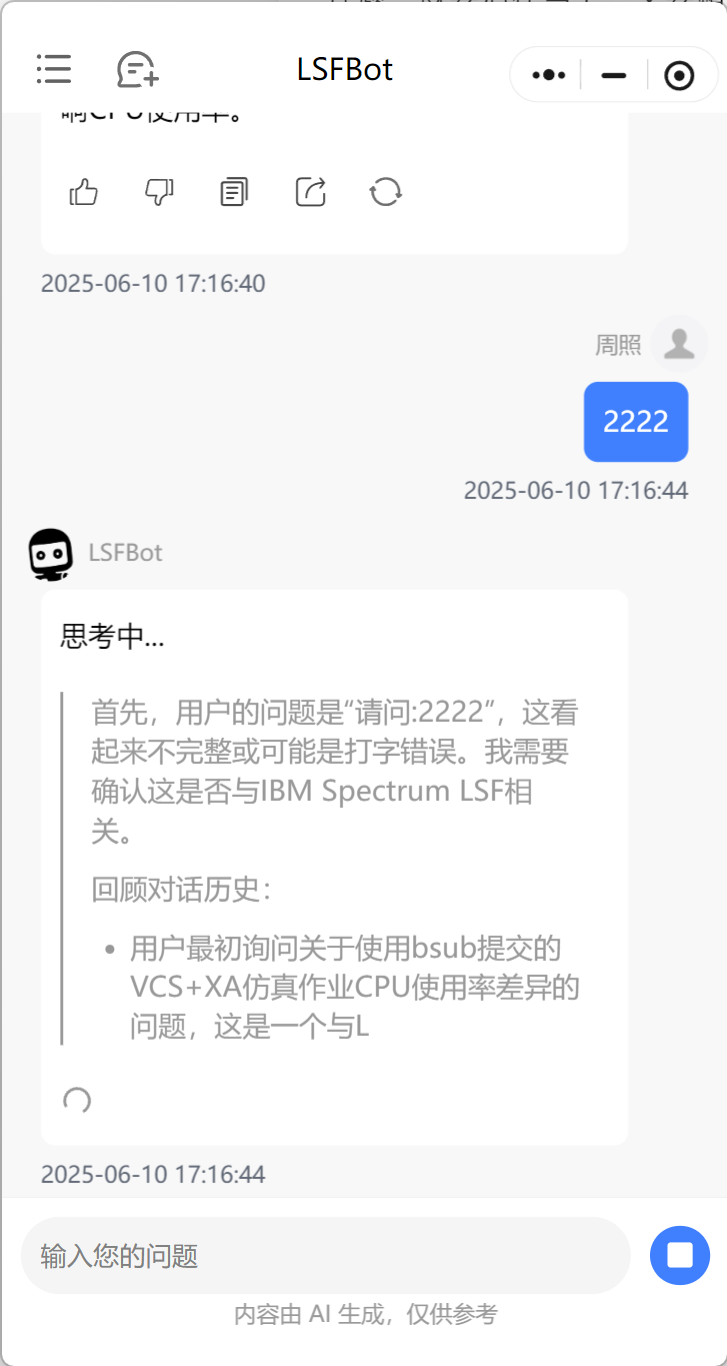 LSFBot
响CPU使用率。
2025-06-10 17:16:40
周照
2222
2025-06-10 17:16:44
LSFBot
思考中...
首先，用户的问题是“请问:2222”，这看
起来不完整或可能是打字错误。我需要
确认这是否与IBM Spectrum LSF相
关。
回顾对话历史：
• 用户最初询问关于使用bsub提交的
VCS+XA仿真作业CPU使用率差异的
问题，这是一个与L
2025-06-10 17:16:44
输入您的问题
内容由 AI 生成，仅供参考